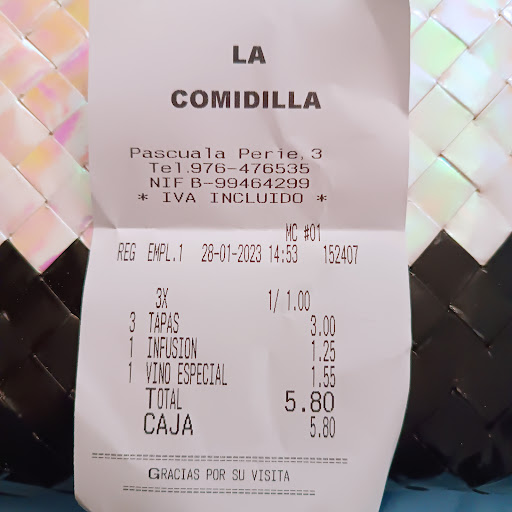 LA
COMIDILLA
Pascuala Perie, 3
Tel.976-476535
NIF B-99464299
* IVA INCLUIDO *
MC #01
REG EMPL.1 28-01-2023 14:53 152407
3X 1/ 1.00
3 TAPAS 3.00
1 INFUSION 1.25
1 VINO ESPECIAL 1.55
TOTAL 5.80
CAJA 5.80
GRACIAS POR SU VISITA